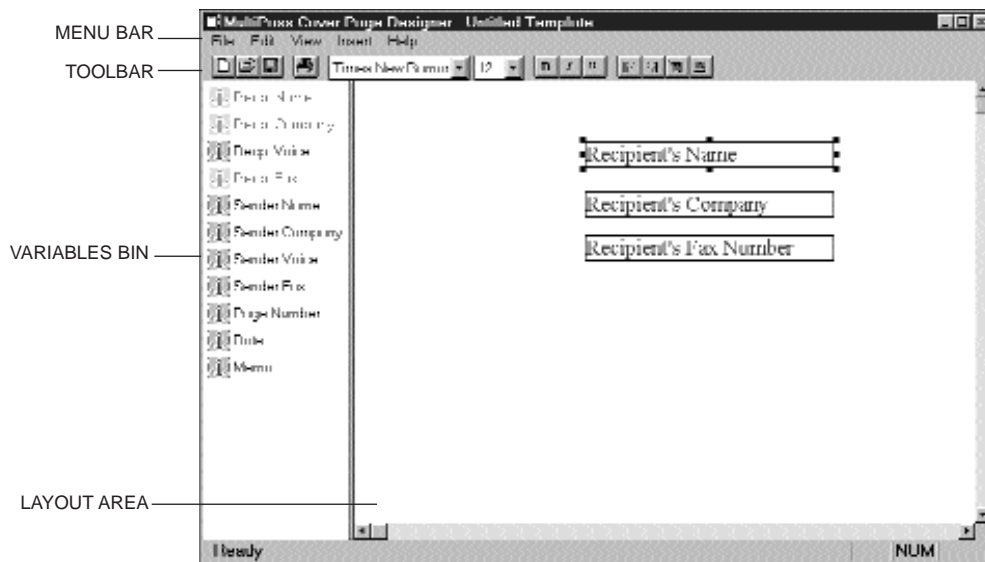 MultiPass Cover Page Designer - Untitled Template
MENU BAR
File Edit View Insert Help
TOOLBAR
Times New Roman 12
Recip Name
Recip Company
Recip Voice
Recip Fax
Sender Name
Sender Company
VARIABLES BIN
Sender Voice
Sender Fax
Page Number
Date
Memo
Recipient's Name
Recipient's Company
Recipient's Fax Number
LAYOUT AREA
Ready NUM